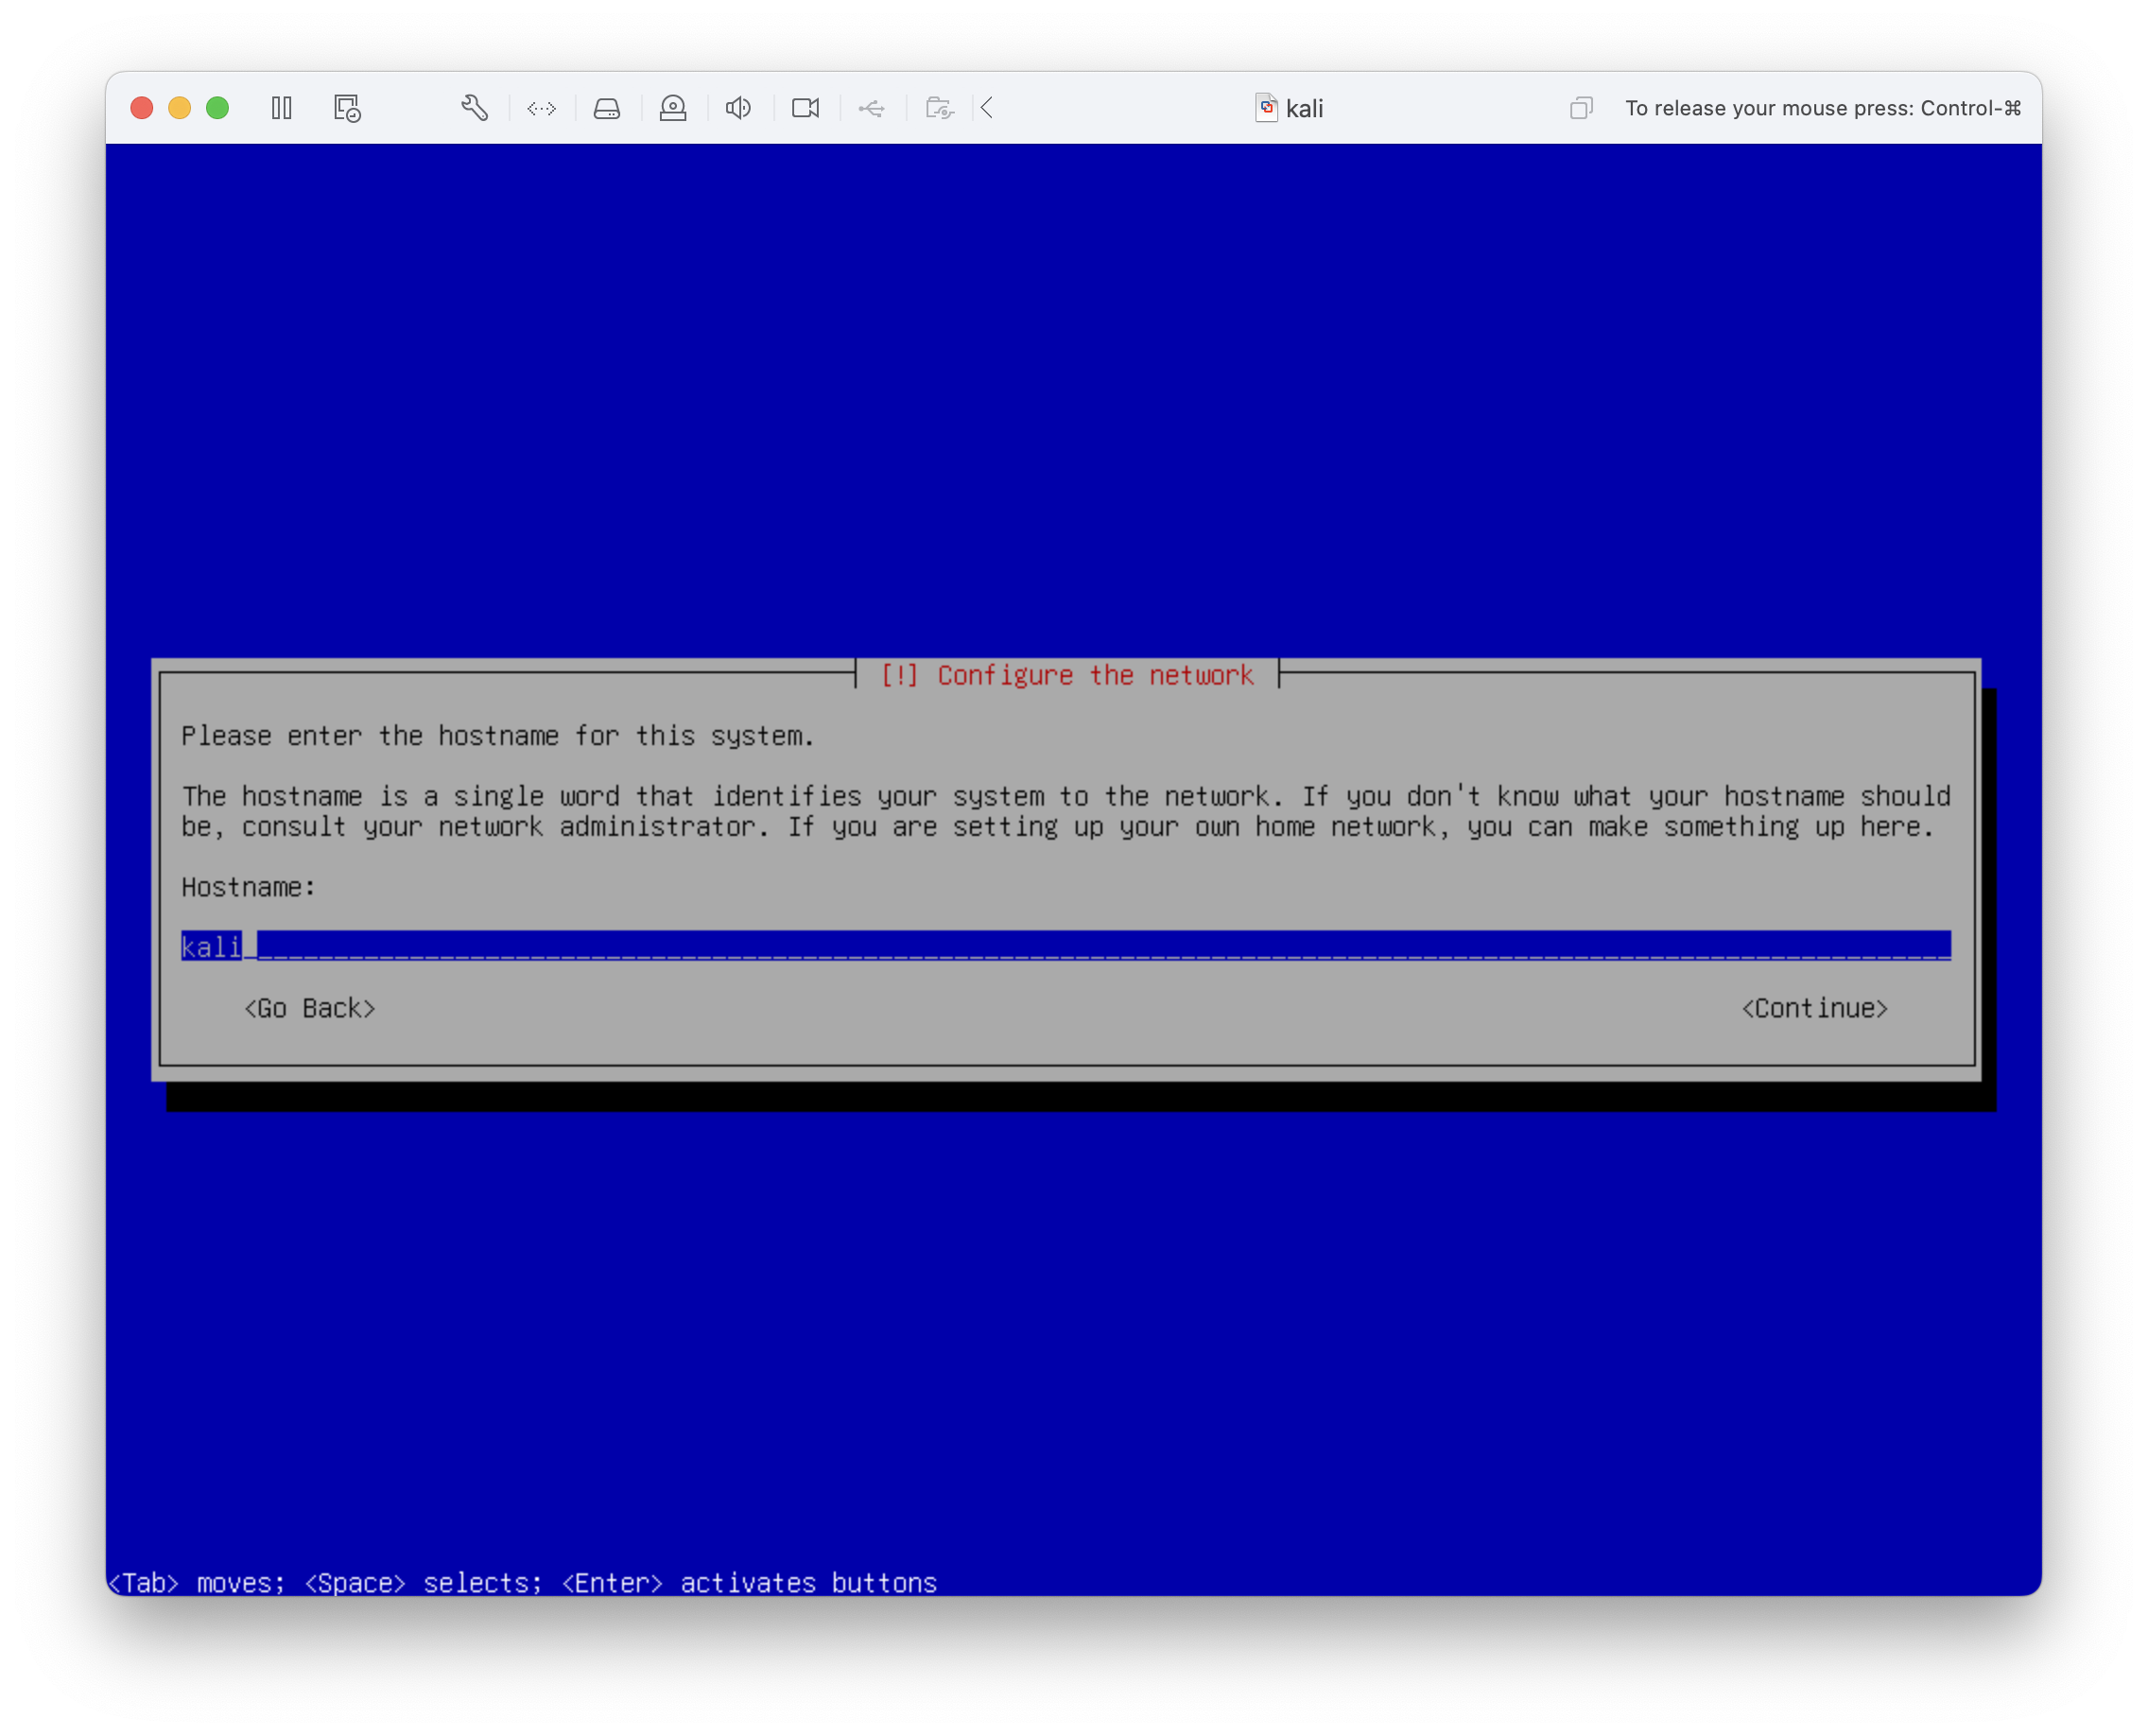 kali
To release your mouse press: Control-⌘
[!] Configure the network
Please enter the hostname for this system.
The hostname is a single word that identifies your system to the network. If you don't know what your hostname should
be, consult your network administrator. If you are setting up your own home network, you can make something up here.
Hostname:
kali
<Go Back> <Continue>
<Tab> moves; <Space> selects; <Enter> activates buttons